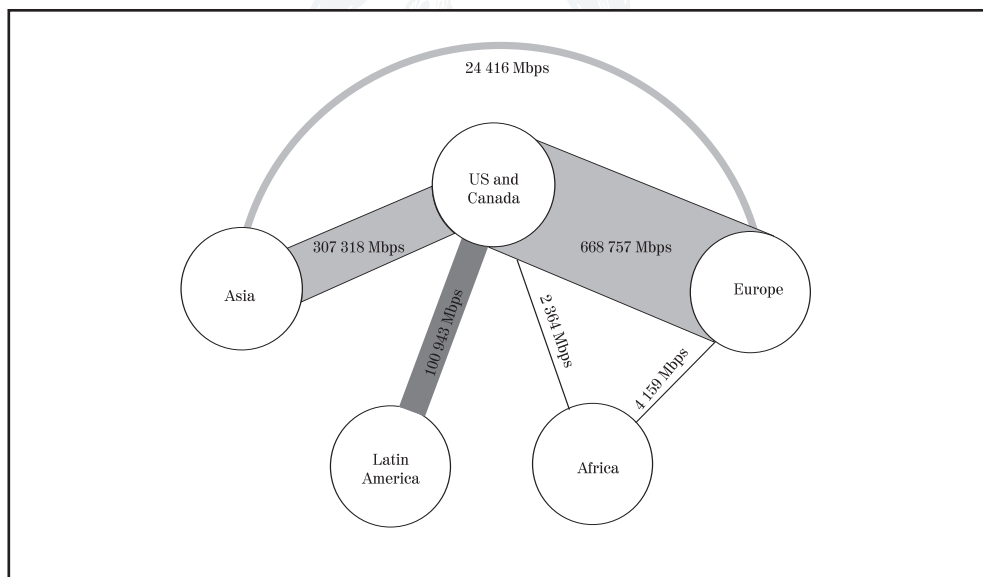 24 416 Mbps
US and
Canada
307 318 Mbps
668 757 Mbps
Asia
Europe
100 943 Mbps
2 364 Mbps
4 159 Mbps
Latin
America
Africa